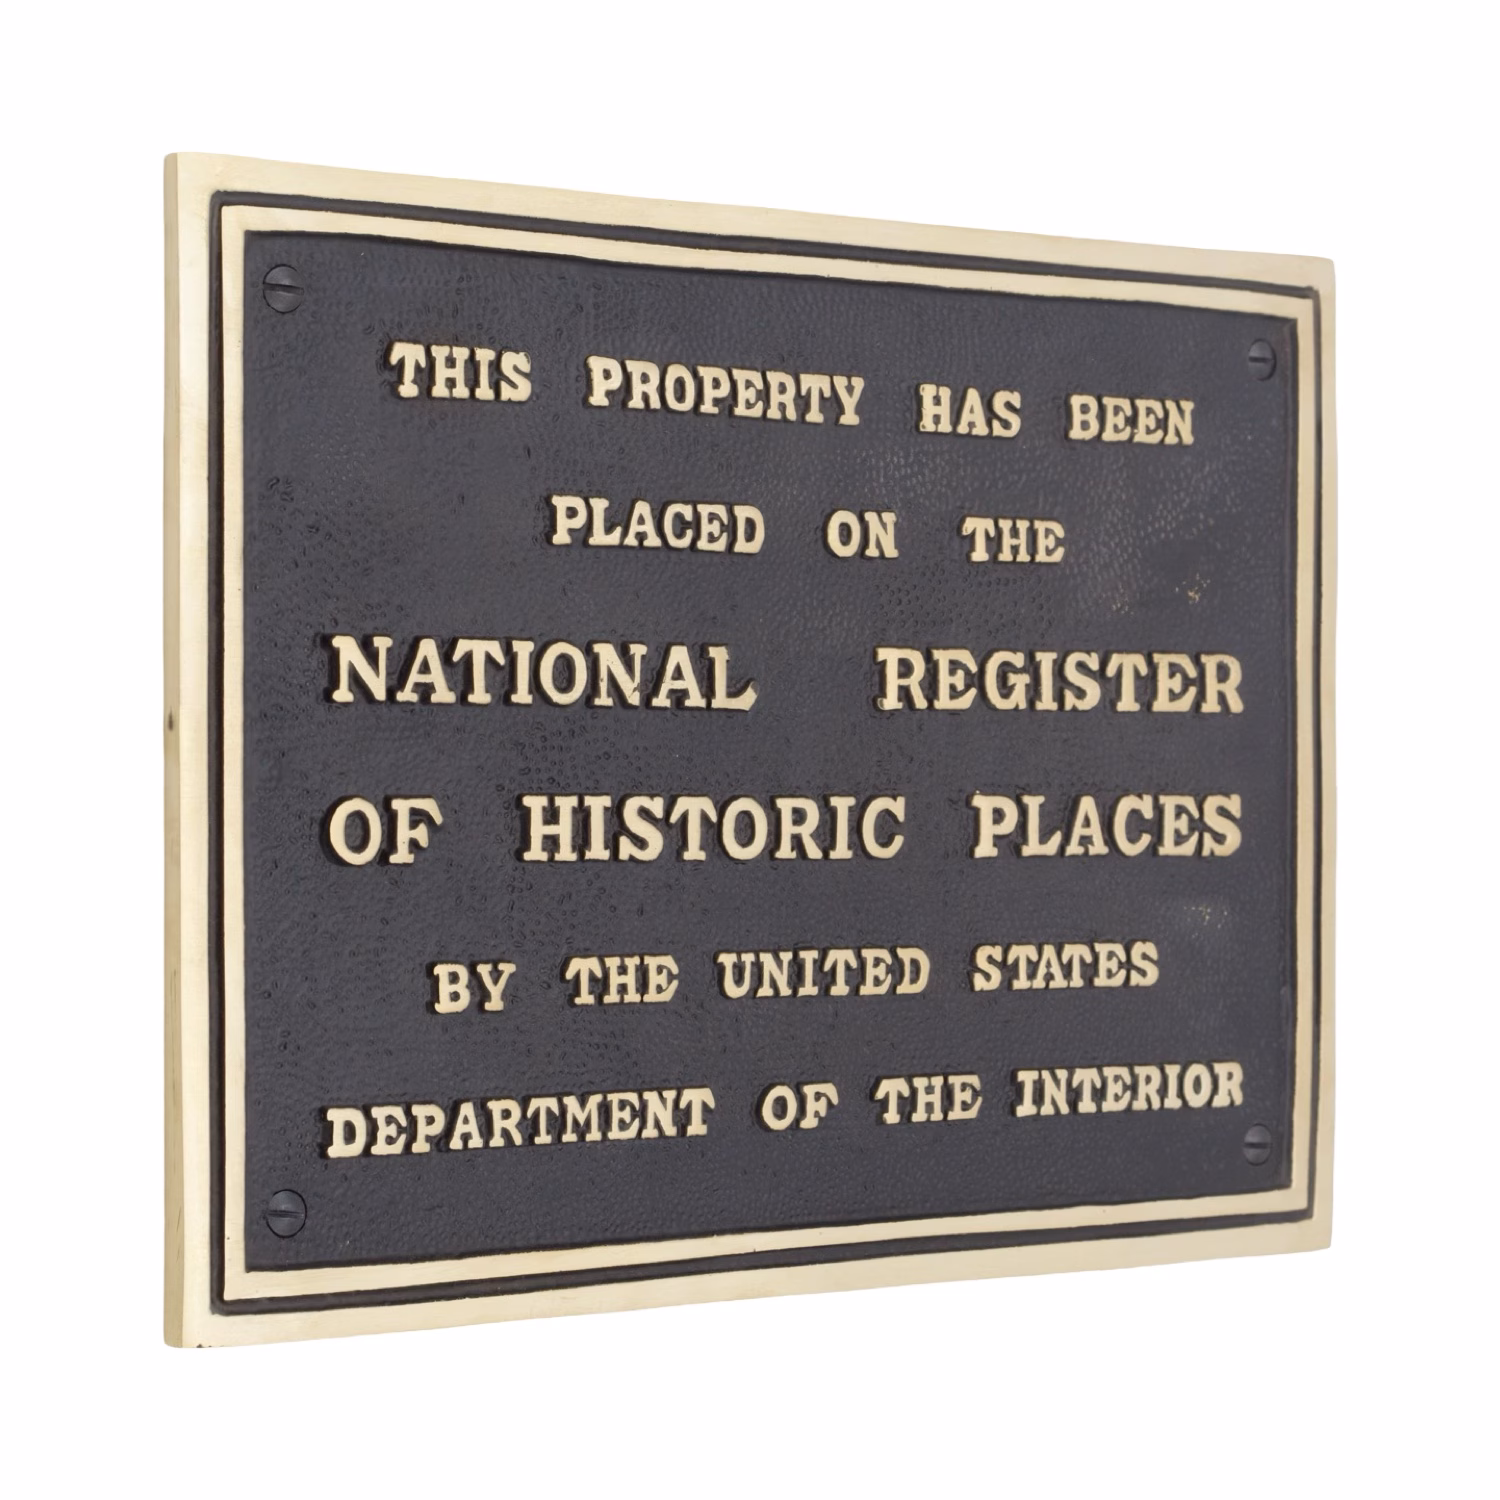 THIS PROPERTY HAS BEEN
PLACED ON THE
NATIONAL REGISTER
OF HISTORIC PLACES
BY THE UNITED STATES
DEPARTMENT OF THE INTERIOR